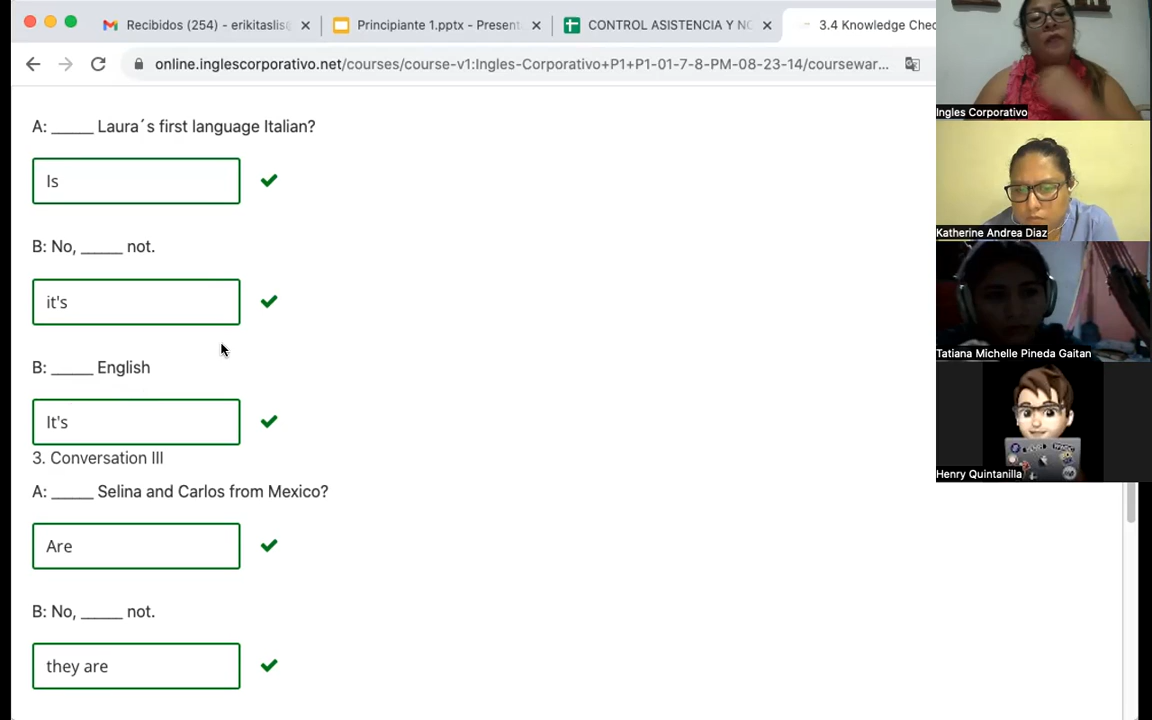 Recibidos (254) - erikitaslis
Principiante 1.pptx - Present
CONTROL ASISTENCIA Y NO
3.4 Knowledge Chec
online.inglescorporativo.net/courses/course-v1:Ingles-Corporativo+P1+P1-01-7-8-PM-08-23-14/coursewar...
A: _____ Laura´s first language Italian?
Is
B: No, _____ not.
it's
B: _____ English
It's
3. Conversation III
A: _____ Selina and Carlos from Mexico?
Are
B: No, _____ not.
they are
Ingles Corporativo
Katherine Andrea Diaz
Tatiana Michelle Pineda Gaitan
Henry Quintanilla